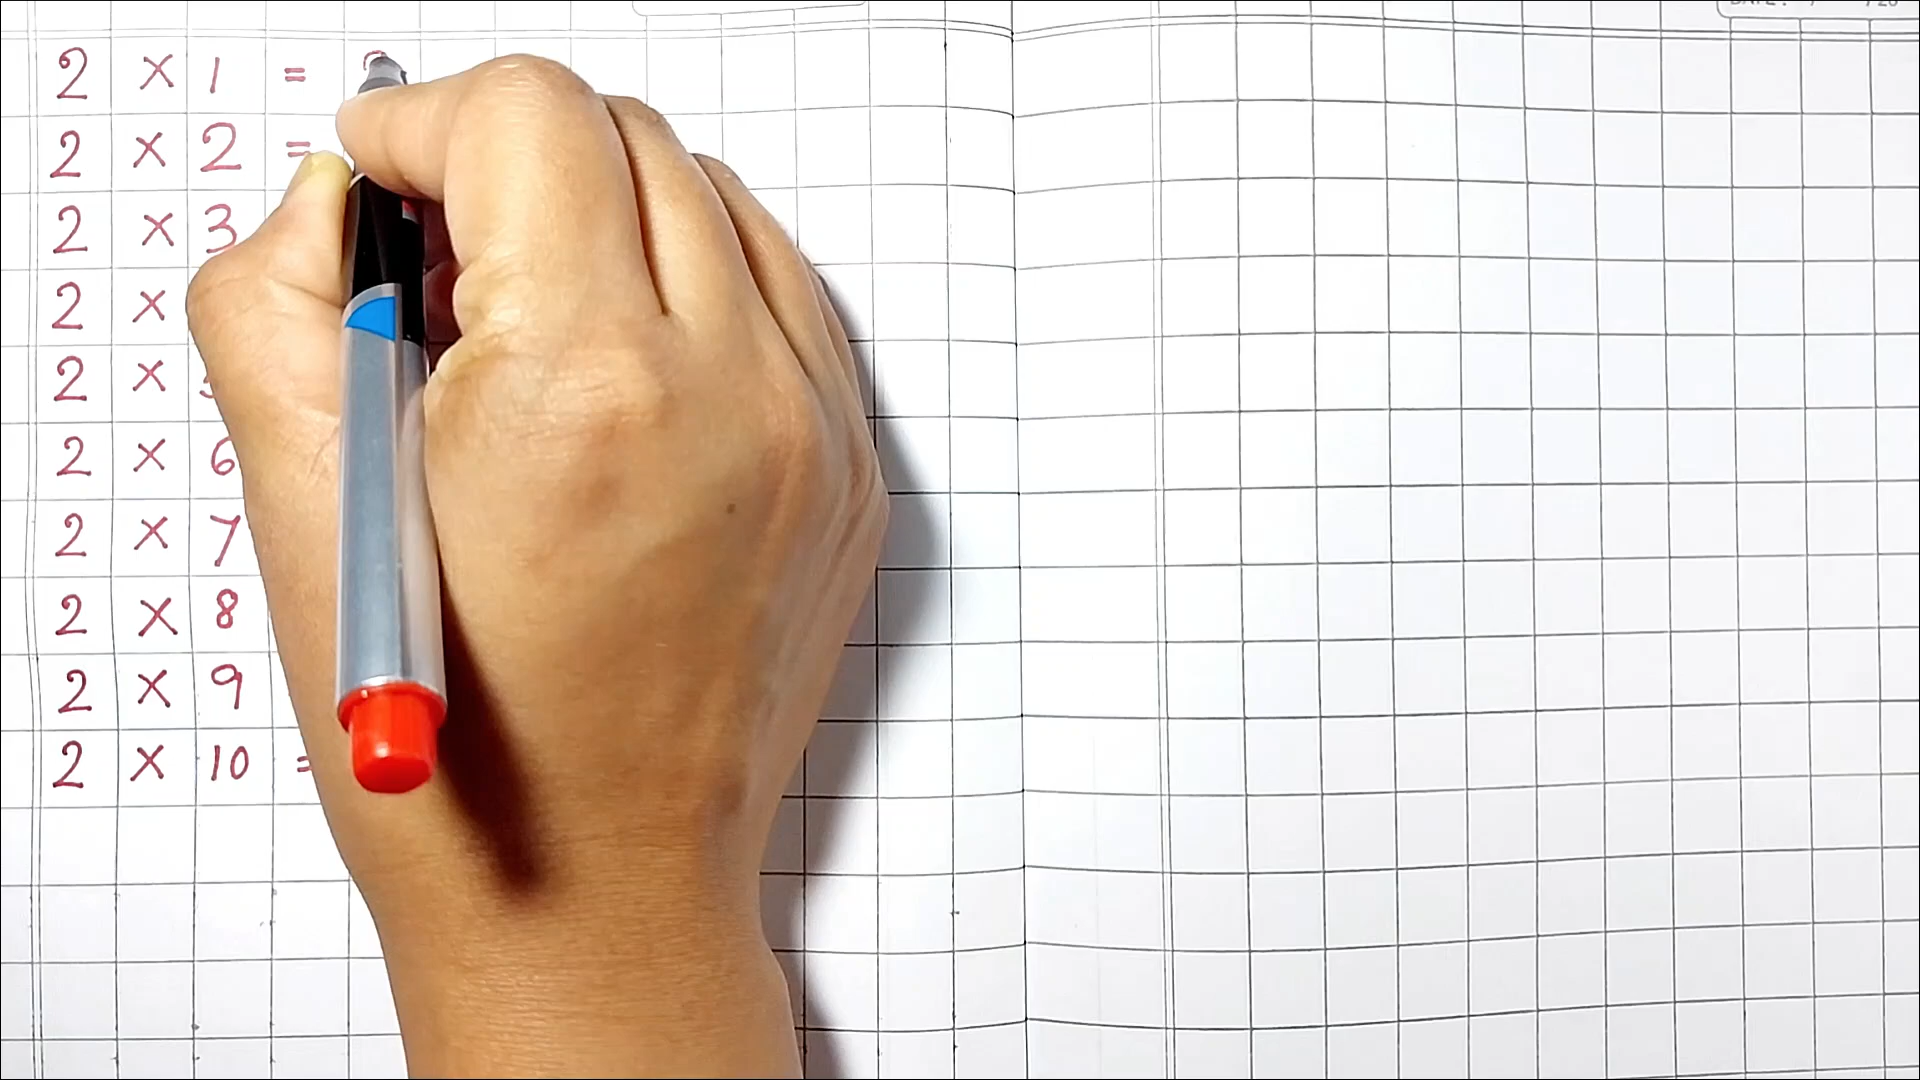 2 × 1 =
2 × 2 =
2 × 3
2 ×
2 ×
2 × 6
2 × 7
2 × 8
2 × 9
2 × 10 =